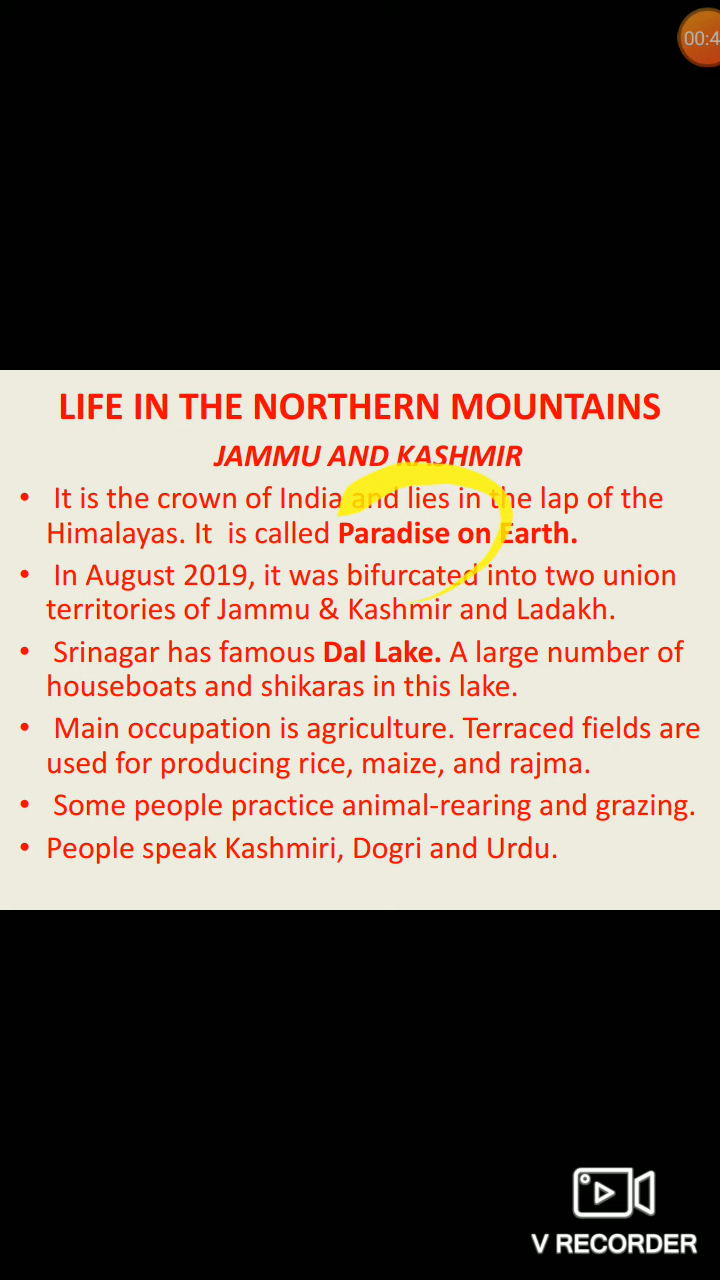 00:4
LIFE IN THE NORTHERN MOUNTAINS
JAMMU AND KASHMIR
• It is the crown of India and lies in the lap of the
Himalayas. It is called Paradise on Earth.
• In August 2019, it was bifurcated into two union
territories of Jammu & Kashmir and Ladakh.
• Srinagar has famous Dal Lake. A large number of
houseboats and shikaras in this lake.
• Main occupation is agriculture. Terraced fields are
used for producing rice, maize, and rajma.
• Some people practice animal-rearing and grazing.
• People speak Kashmiri, Dogri and Urdu.
V RECORDER